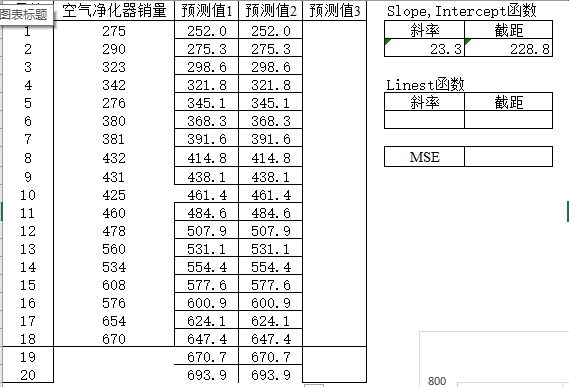 空气净化器销量 预测值1 预测值2 预测值3 Slope,Intercept函数
图表标题
1 275 252.0 252.0 斜率 截距
2 290 275.3 275.3 23.3 228.8
3 323 298.6 298.6
4 342 321.8 321.8 Linest函数
5 276 345.1 345.1 斜率 截距
6 380 368.3 368.3
7 381 391.6 391.6
8 432 414.8 414.8 MSE
9 431 438.1 438.1
10 425 461.4 461.4
11 460 484.6 484.6
12 478 507.9 507.9
13 560 531.1 531.1
14 534 554.4 554.4
15 608 577.6 577.6
16 576 600.9 600.9
17 654 624.1 624.1
18 670 647.4 647.4
19 670.7 670.7
20 693.9 693.9
800